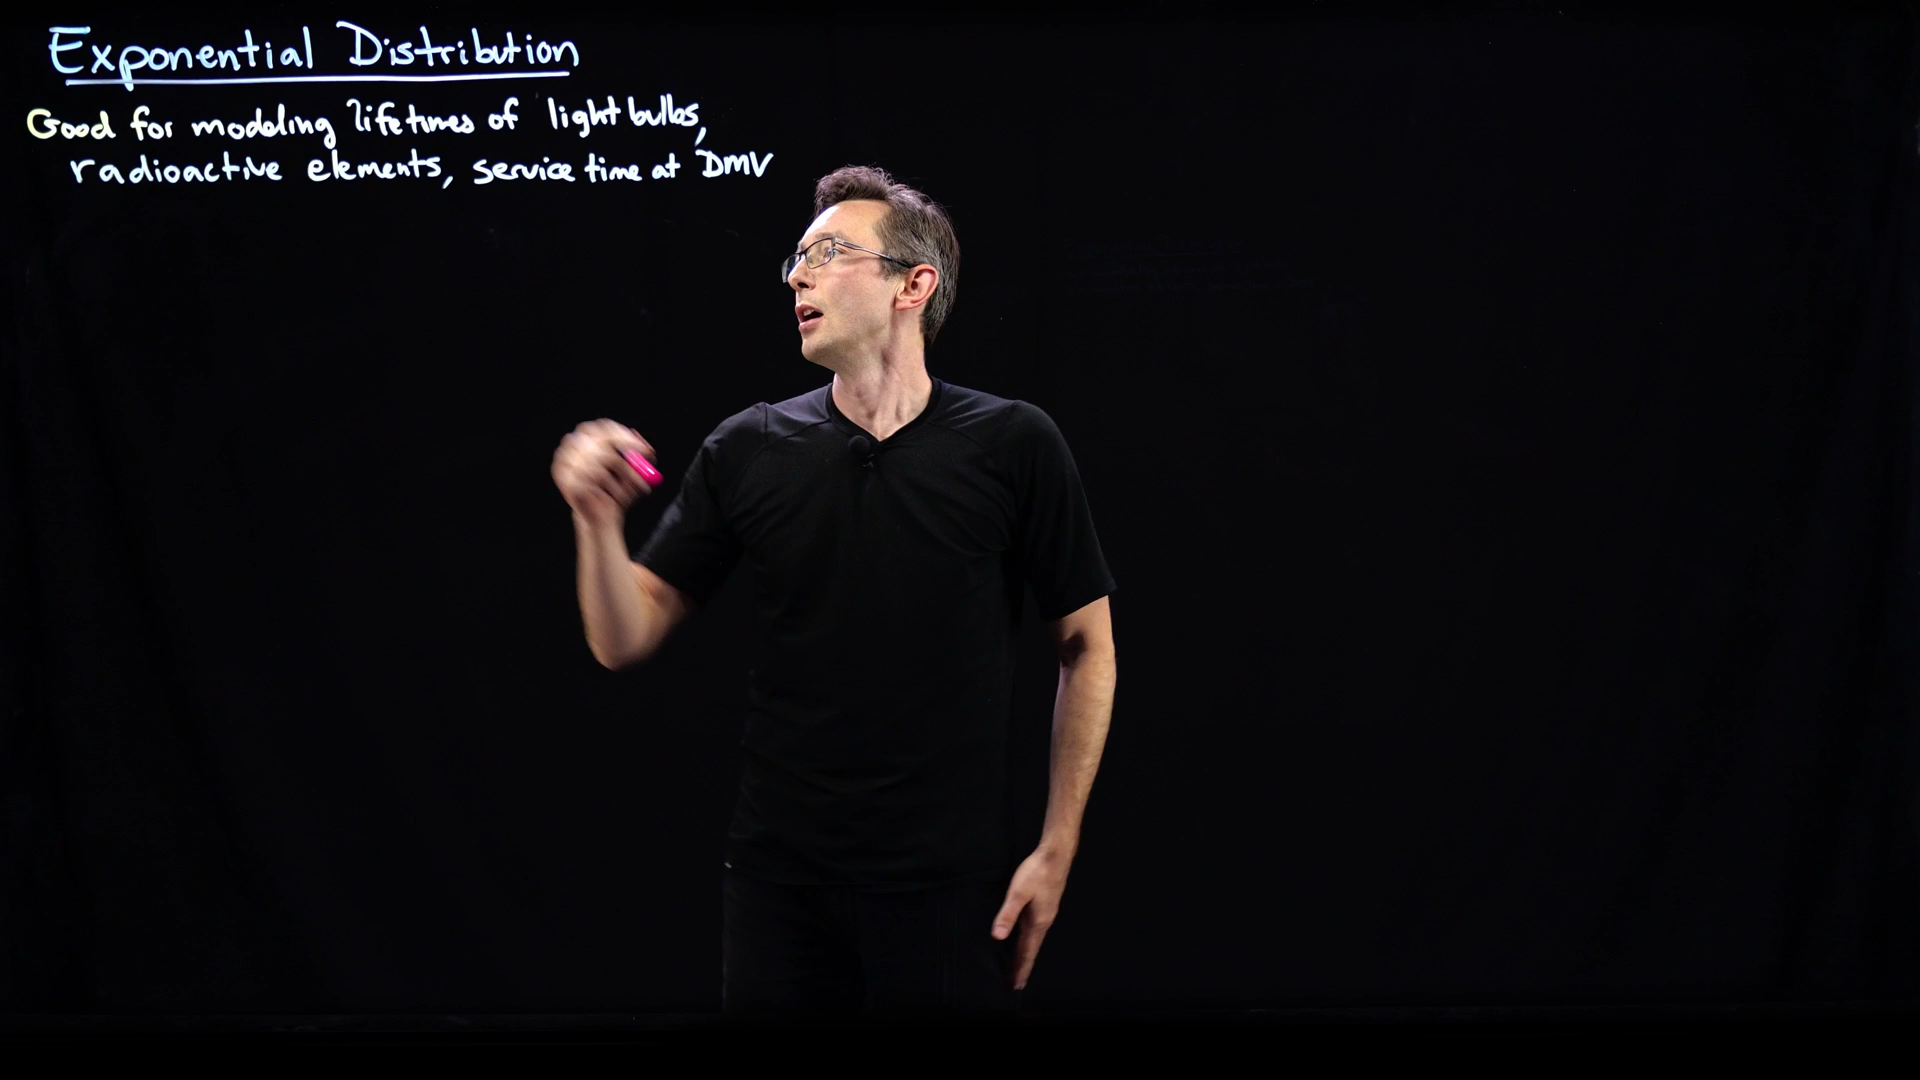 Exponential Distribution
Good for modeling lifetimes of light bulbs,
radioactive elements, service time at DMV